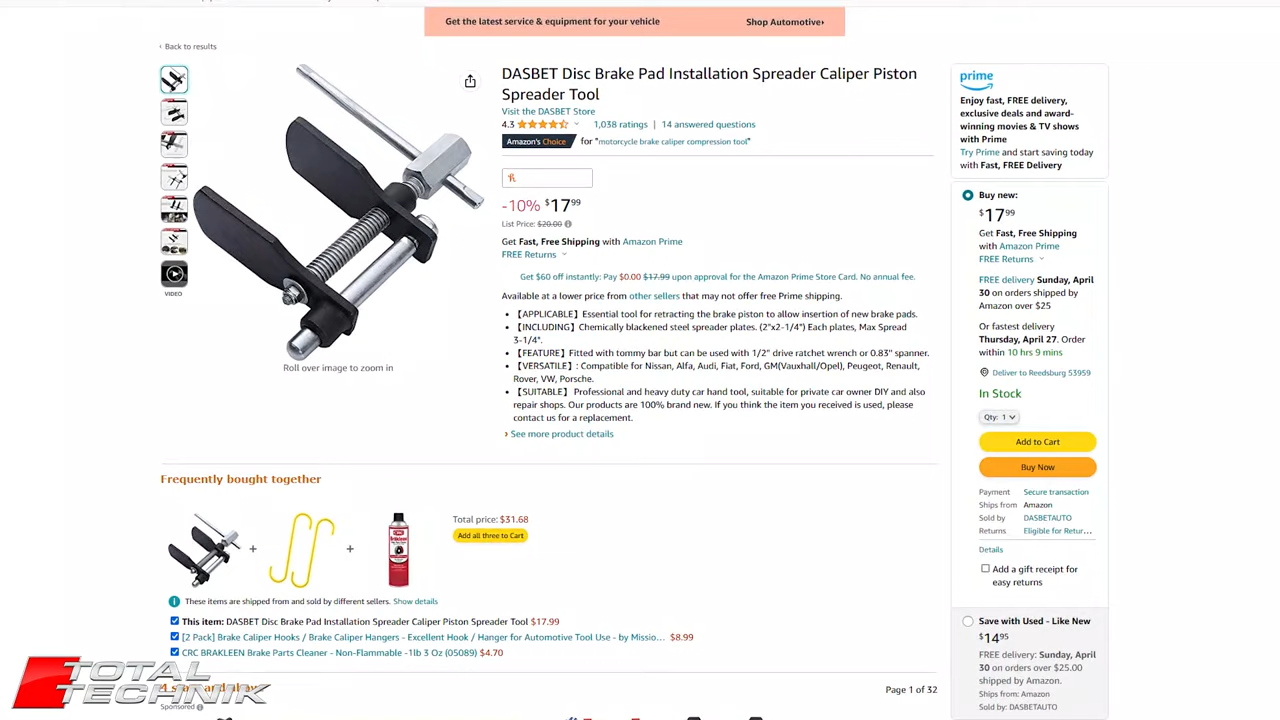 Get the latest service & equipment for your vehicle
Shop Automotive›
‹ Back to results
VIDEO
Roll over image to zoom in
DASBET Disc Brake Pad Installation Spreader Caliper Piston
Spreader Tool
Visit the DASBET Store
4.3
1,038 ratings | 14 answered questions
Amazon's Choice for "motorcycle brake caliper compression tool"
-10% $17.99
List Price: $20.00
Get Fast, Free Shipping with Amazon Prime
FREE Returns
Get $60 off instantly: Pay $0.00 $17.99 upon approval for the Amazon Prime Store Card. No annual fee.
Available at a lower price from other sellers that may not offer free Prime shipping.
• 【APPLICABLE】Essential tool for retracting the brake piston to allow insertion of new brake pads.
• 【INCLUDING】Chemically blackened steel spreader plates. (2"x2-1/4") Each plates, Max Spread
3-1/4".
• 【FEATURE】Fitted with tommy bar but can be used with 1/2" drive ratchet wrench or 0.83" spanner.
• 【VERSATILE】: Compatible for Nissan, Alfa, Audi, Fiat, Ford, GM(Vauxhall/Opel), Peugeot, Renault,
Rover, VW, Porsche.
• 【SUITABLE】 Professional and heavy duty car hand tool, suitable for private car owner DIY and also
repair shops. Our products are 100% brand new. If you think the item you received is used, please
contact us for a replacement.
› See more product details
prime
Enjoy fast, FREE delivery,
exclusive deals and award-
winning movies & TV shows
with Prime
Try Prime and start saving today
with Fast, FREE Delivery
Buy new:
$17.99
Get Fast, Free Shipping
with Amazon Prime
FREE Returns
FREE delivery Sunday, April
30 on orders shipped by
Amazon over $25
Or fastest delivery
Thursday, April 27. Order
within 10 hrs 9 mins
Deliver to Reedsburg 53959
In Stock
Qty: 1
Add to Cart
Buy Now
Payment Secure transaction
Ships from Amazon
Sold by DASBETAUTO
Returns Eligible for Retur...
Details
Add a gift receipt for
easy returns
Save with Used - Like New
$14.95
FREE delivery: Sunday, April
30 on orders over $25.00
shipped by Amazon.
Ships from: Amazon
Sold by: DASBETAUTO
Frequently bought together
+
+
Total price: $31.68
Add all three to Cart
These items are shipped from and sold by different sellers. Show details
This item: DASBET Disc Brake Pad Installation Spreader Caliper Piston Spreader Tool $17.99
[2 Pack] Brake Caliper Hooks / Brake Caliper Hangers - Excellent Hook / Hanger for Automotive Tool Use - by Missio... $8.99
CRC BRAKLEEN Brake Parts Cleaner - Non-Flammable -1lb 3 Oz (05089) $4.70
Page 1 of 32
Sponsored
TOTAL
TECHNIK